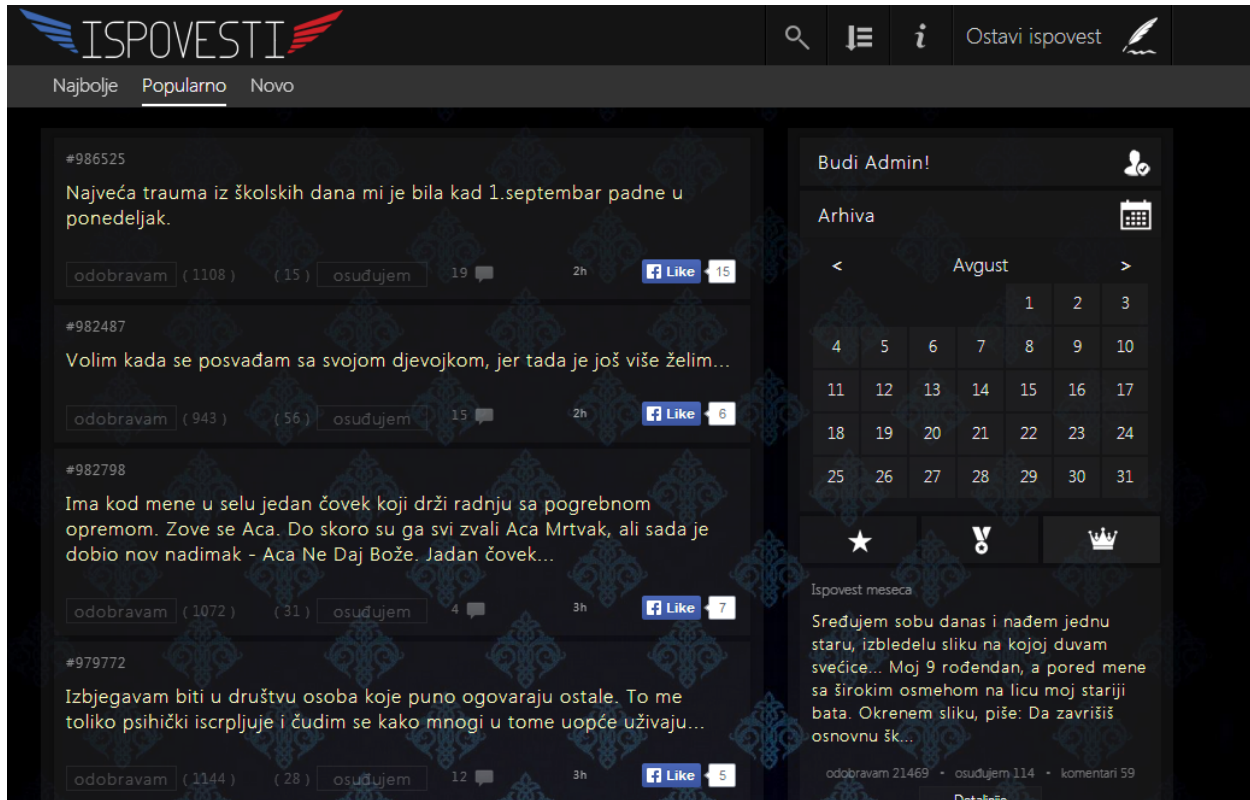 ISPOVESTI
Ostavi ispovest
Najbolje Popularno Novo
#986525
Najveća trauma iz školskih dana mi je bila kad 1.septembar padne u
ponedeljak.
odobravam (1108) (15) osuđujem 19 2h Like 15
#982487
Volim kada se posvađam sa svojom djevojkom, jer tada je još više želim...
odobravam (943) (56) osuđujem 15 2h Like 6
#982798
Ima kod mene u selu jedan čovek koji drži radnju sa pogrebnom
opremom. Zove se Aca. Do skoro su ga svi zvali Aca Mrtvak, ali sada je
dobio nov nadimak - Aca Ne Daj Bože. Jadan čovek...
odobravam (1072) (31) osuđujem 4 3h Like 7
#979772
Izbjegavam biti u društvu osoba koje puno ogovaraju ostale. To me
toliko psihički iscrpljuje i čudim se kako mnogi u tome uopće uživaju...
odobravam (1144) (28) osuđujem 12 3h Like 5
Budi Admin!
Arhiva
< Avgust >
1 2 3
4 5 6 7 8 9 10
11 12 13 14 15 16 17
18 19 20 21 22 23 24
25 26 27 28 29 30 31
Ispovest meseca
Sređujem sobu danas i nađem jednu
staru, izbledelu sliku na kojoj duvam
svećice... Moj 9 rođendan, a pored mene
sa širokim osmehom na licu moj stariji
bata. Okrenem sliku, piše: Da zavrišiš
osnovnu šk...
odobravam 21469 - osuđujem 114 - komentari 59